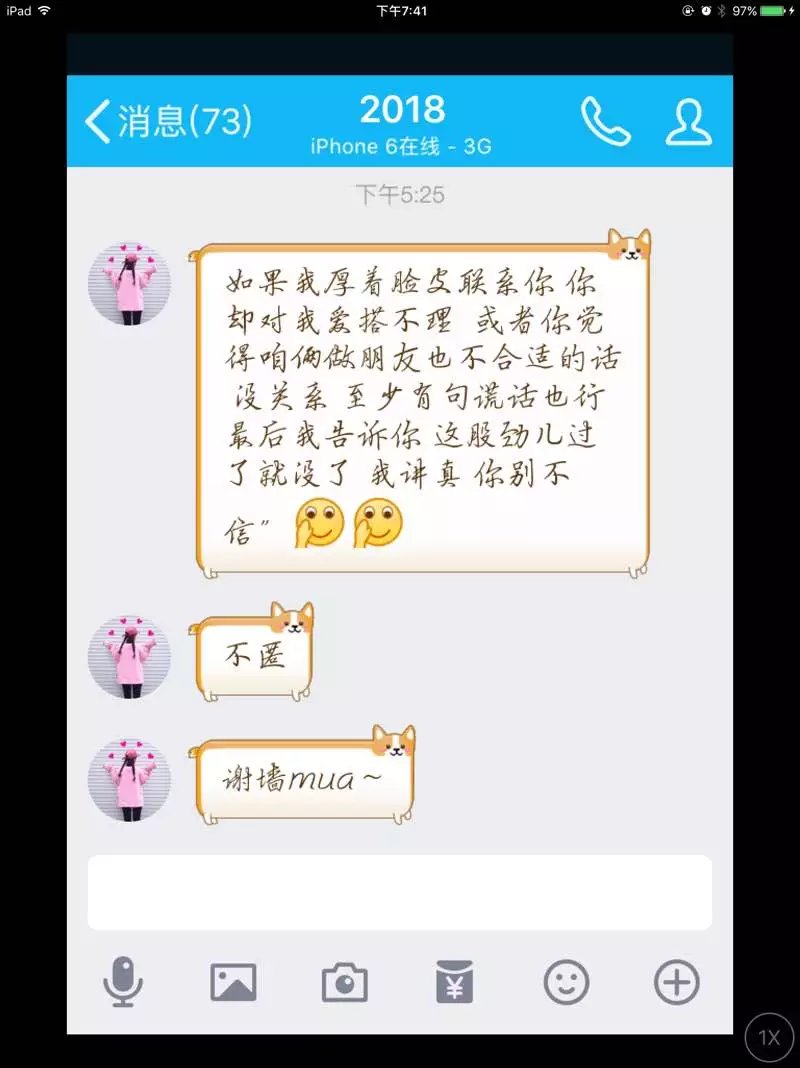 iPad 下午7:41 97%
消息(73) 2018
iPhone 6在线 - 3G
下午5:25
如果我厚着脸皮联系你 你
却对我爱搭不理 或者你觉
得咱俩做朋友也不合适的话
没关系 至少有句谎话也行
最后我告诉你 这股劲儿过
了就没了 我讲真 你别不
信”
不匿
谢墙mua~
¥
1X